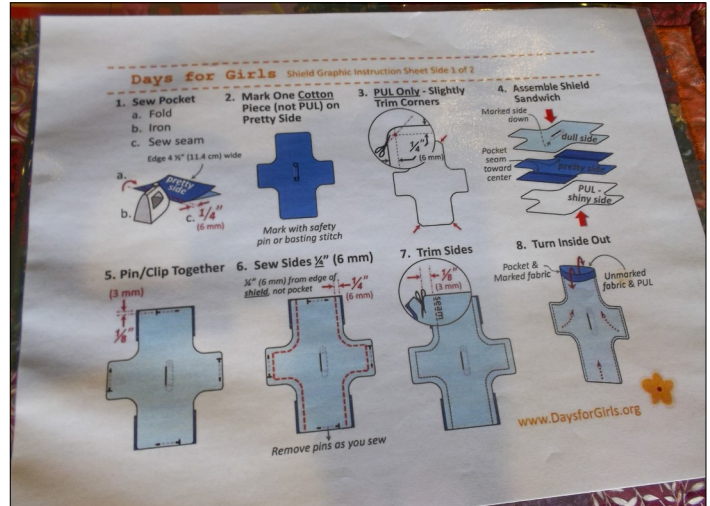 Days for Girls Shield Graphic Instruction Sheet Side 1 of 2
1. Sew Pocket
a. Fold
b. Iron
c. Sew seam
Edge 4 ½" (11.4 cm) wide
a.
pretty
side
b.
c.
1/4"
(6 mm)
2. Mark One Cotton
Piece (not PUL) on
Pretty Side
Mark with safety
pin or basting stitch
3. PUL Only - Slightly
Trim Corners
¼"
(6 mm)
4. Assemble Shield
Sandwich
Marked side
down
dull side
Pocket
seam
toward
center
pretty side
PUL -
shiny side
5. Pin/Clip Together
(3 mm)
1/8"
6. Sew Sides ¼" (6 mm)
¼" (6 mm) from edge of
shield, not pocket
1/4"
(6 mm)
Remove pins as you sew
7. Trim Sides
1/8"
(3 mm)
seam
8. Turn Inside Out
Pocket &
Marked fabric
Unmarked
fabric & PUL
www.DaysforGirls.org